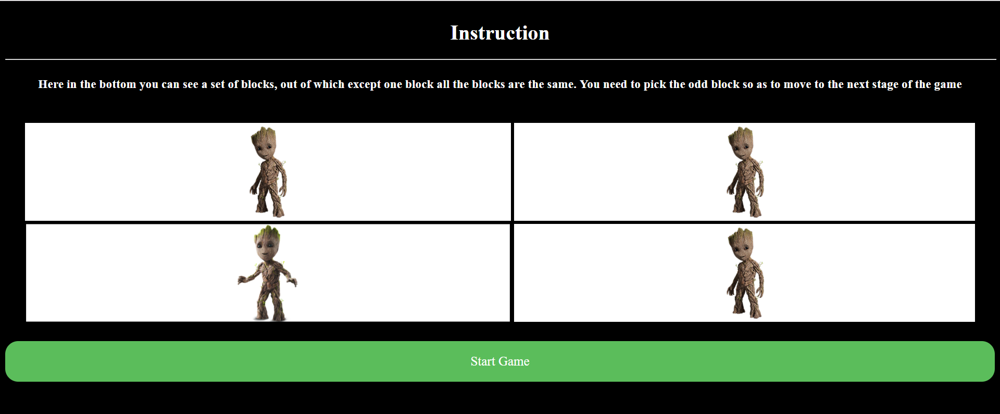 Instruction
Here in the bottom you can see a set of blocks, out of which except one block all the blocks are the same. You need to pick the odd block so as to move to the next stage of the game
Start Game